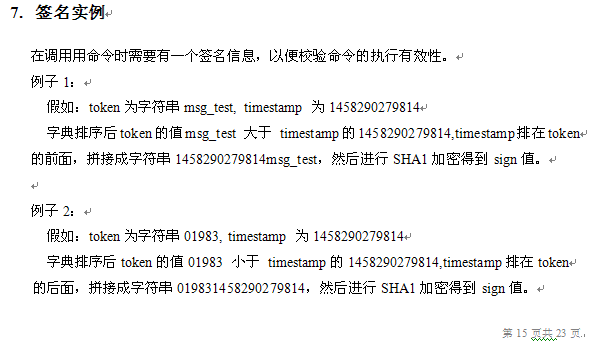 7. 签名实例
在调用用命令时需要有一个签名信息，以便校验命令的执行有效性。
例子 1：
假如：token 为字符串 msg_test, timestamp 为 1458290279814
字典排序后 token 的值 msg_test 大于 timestamp 的 1458290279814,timestamp 排在 token
的前面，拼接成字符串 1458290279814msg_test，然后进行 SHA1 加密得到 sign 值。
例子 2：
假如：token 为字符串 01983, timestamp 为 1458290279814
字典排序后 token 的值 01983 小于 timestamp 的 1458290279814,timestamp 排在 token
的后面，拼接成字符串 019831458290279814，然后进行 SHA1 加密得到 sign 值。
第 15 页共 23 页.